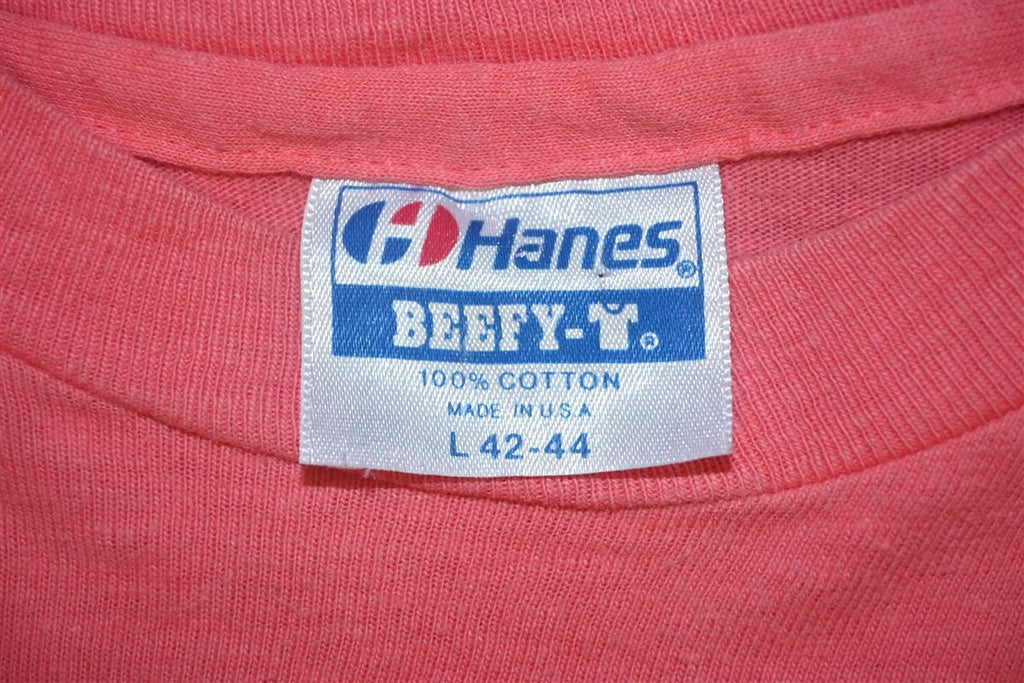 Hanes®
BEEFY-T®
100% COTTON
MADE IN U.S.A
L 42-44